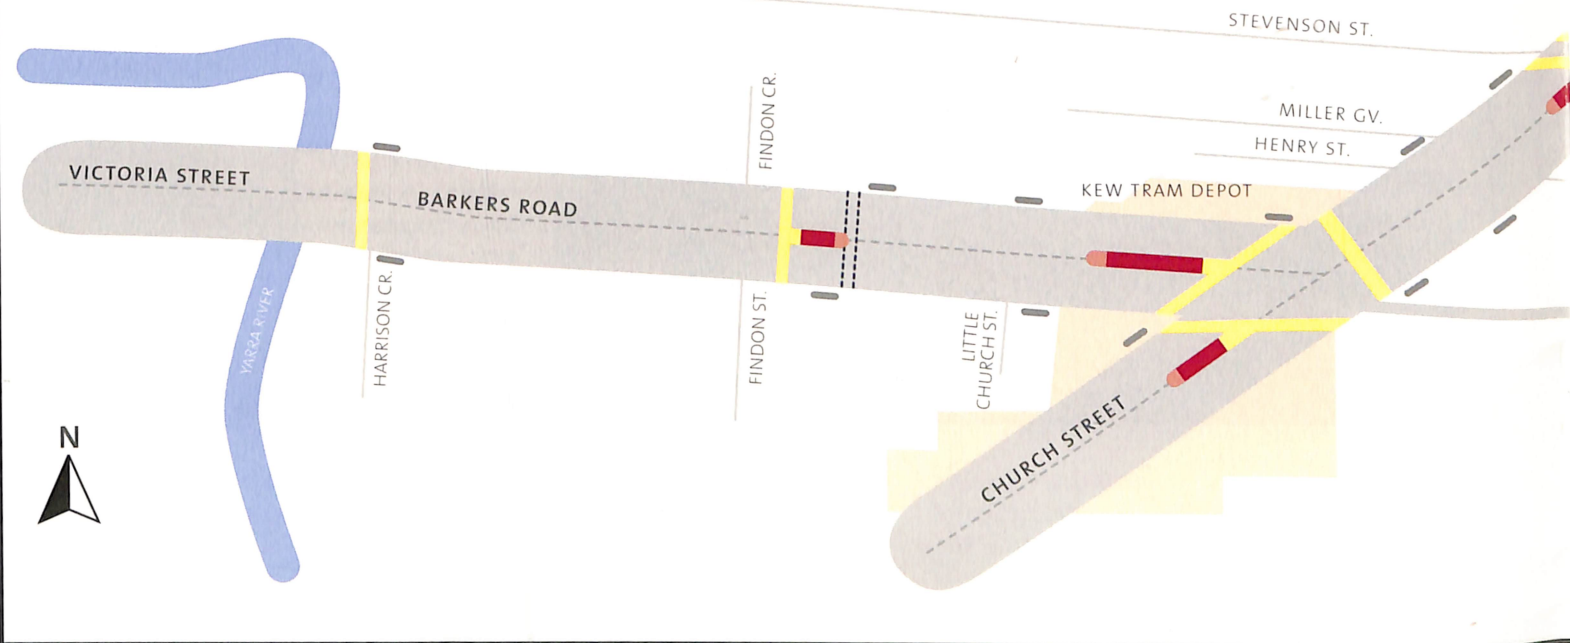 STEVENSON ST.
FINDON CR.
MILLER GV.
HENRY ST.
VICTORIA STREET
BARKERS ROAD
KEW TRAM DEPOT
YARRA RIVER
HARRISON CR.
FINDON ST.
LITTLE
CHURCH ST.
CHURCH STREET
N